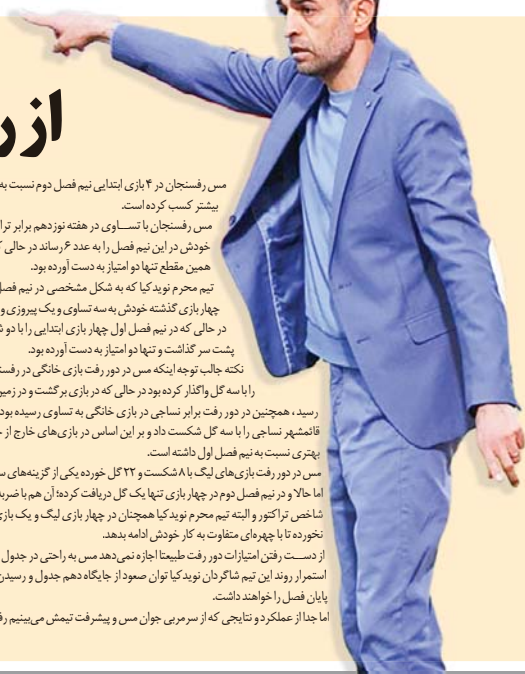 از ر
مس رفسنجان در ۴ بازی ابتدایی نیم فصل دوم نسبت به
بیشتر کسب کرده است.
مس رفسنجان با تســاوی در هفته نوزدهم برابر ترا
خودش در این نیم فصل را به عدد ۶ رساند در حالی
همین مقطع تنها دو امتیاز به دست آورده بود.
تیم محرم نویدکیا که به شکل مشخصی در نیم فصل
چهار بازی گذشته خودش به سه تساوی و یک پیروزی و
در حالی که در نیم فصل اول چهار بازی ابتدایی را با دو
پشت سر گذاشت و تنها دو امتیاز به دست آورده بود.
نکته جالب توجه اینکه مس در دور رفت بازی خانگی در رفسن
را با سه گل واگذار کرده بود در حالی که در بازی برگشت و در زمین
رسید، همچنین در دور رفت برابر نساجی در بازی خانگی به تساوی رسیده بود
قائمشهر نساجی را با سه گل شکست داد و بر این اساس در بازی‌های خارج از
بهتری نسبت به نیم فصل اول داشته است.
مس در دور رفت بازی‌های لیگ با ۸ شکست و ۲۲ گل خورده یکی از گزینه‌های
اما حالا و در نیم فصل دوم در چهار بازی تنها یک گل دریافت کرده؛ آن هم با ضربه
شاخص تراکتور و البته تیم محرم نویدکیا همچنان در چهار بازی لیگ و یک بازی
نخورده تا با چهره‌ای متفاوت به کار خودش ادامه بدهد.
از دســت رفتن امتیازات دور رفت طبیعتا اجازه نمی‌دهد مس به راحتی در جدول
استمرار روند این تیم شاگردان نویدکیا توان صعود از جایگاه دهم جدول و رسیدن
پایان فصل را خواهند داشت.
اما جدا از عملکرد و نتایجی که از سرمربی جوان مس و پیشرفت تیمش می‌بینیم